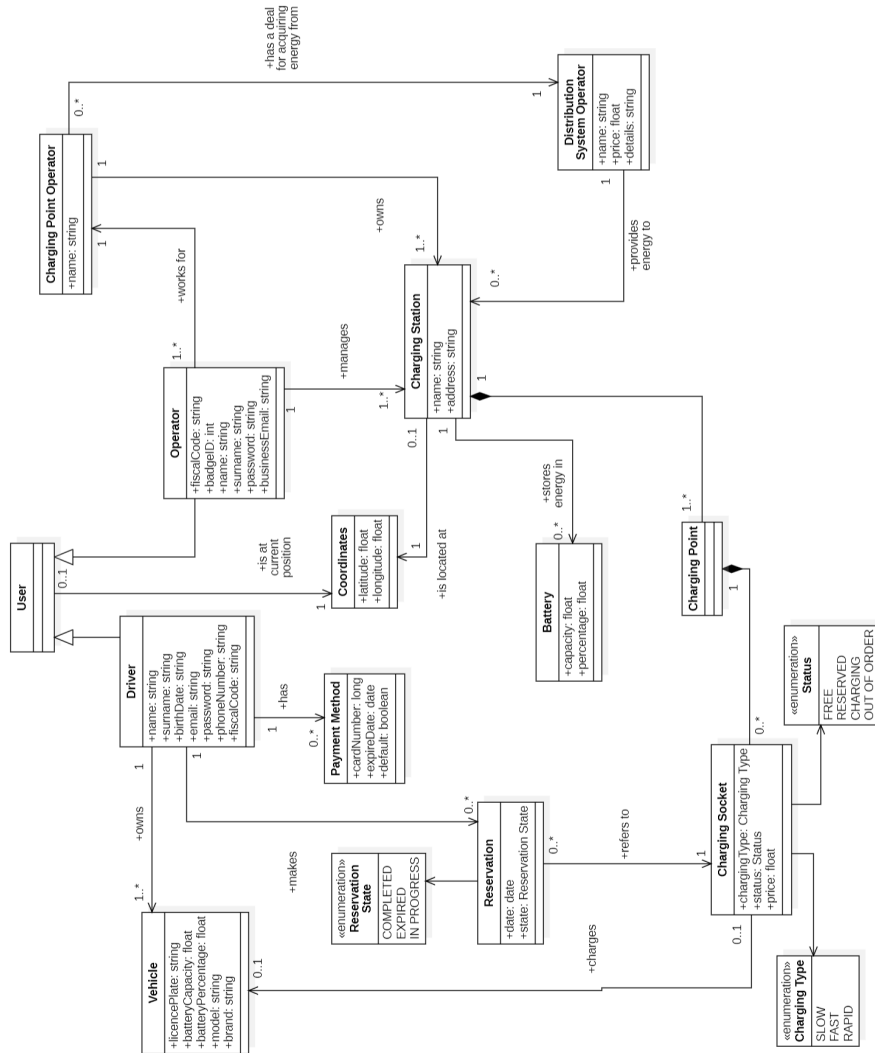 Vehicle
+licencePlate: string
+batteryCapacity: float
+batteryPercentage: float
+model: string
+brand: string
1..*
+owns
1
0..1
Driver
+name: string
+surname: string
+birthDate: string
+email: string
+password: string
+phoneNumber: string
+fiscalCode: string
1
+makes
0..*
1
+has
0..*
User
0..1
+is at
current
position
1
Operator
+fiscalCode: string
+badgeID: int
+name: string
+surname: string
+password: string
+businessEmail: string
1..*
+works for
1
1
+manages
1..*
Charging Point Operator
+name: string
0..*
+has a deal
for acquiring
energy from
1
1
+owns
1..*
Payment Method
+cardNumber: long
+expireDate: date
+default: boolean
Coordinates
+latitude: float
+longitude: float
1
+is located at
0..1
«enumeration»
Reservation
State
COMPLETED
EXPIRED
IN PROGRESS
Charging Station
+name: string
+address: string
1
+stores
energy in
0..*
1
1..*
0..*
+provides
energy to
1
Distribution
System Operator
+name: string
+price: float
+details: string
Reservation
+date: date
+state: Reservation State
0..*
+refers to
1
Battery
+capacity: float
+percentage: float
Charging Point
1
0..*
+charges
0..1
Charging Socket
+chargingType: Charging Type
+status: Status
+price: float
«enumeration»
Charging Type
SLOW
FAST
RAPID
«enumeration»
Status
FREE
RESERVED
CHARGING
OUT OF ORDER